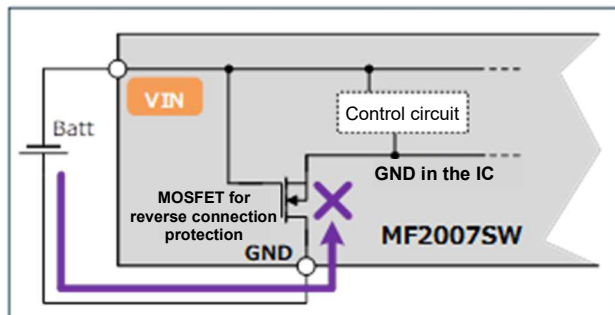 VIN
Control circuit
Batt
GND in the IC
MOSFET for
reverse connection
protection
MF2007SW
GND